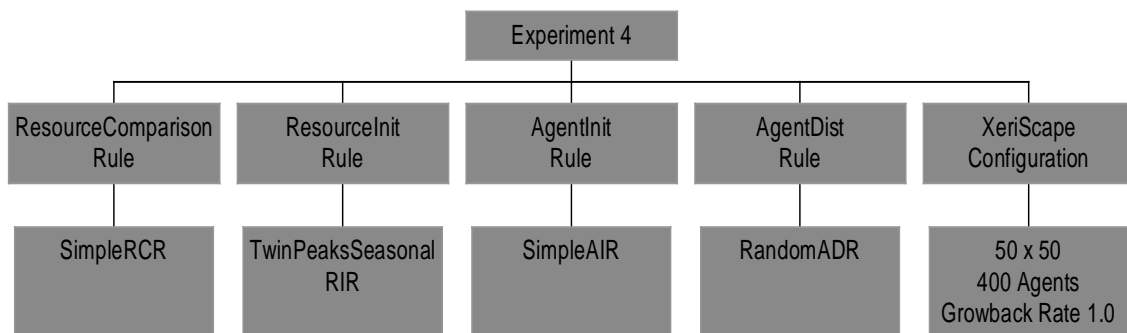 Experiment 4
ResourceComparison
Rule
ResourceInit
Rule
AgentInit
Rule
AgentDist
Rule
XeriScape
Configuration
SimpleRCR
TwinPeaksSeasonal
RIR
SimpleAIR
RandomADR
50 x 50
400 Agents
Growback Rate 1.0